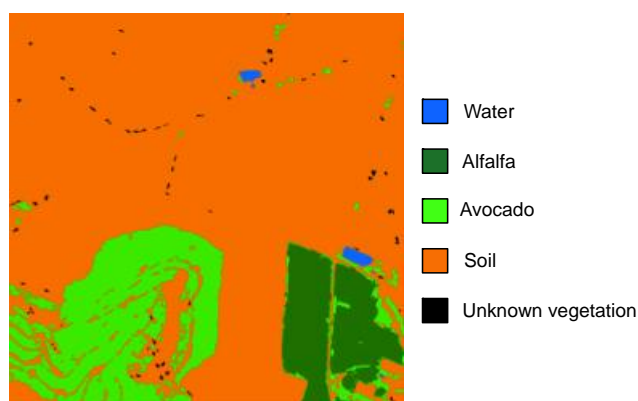 Water
Alfalfa
Avocado
Soil
Unknown vegetation